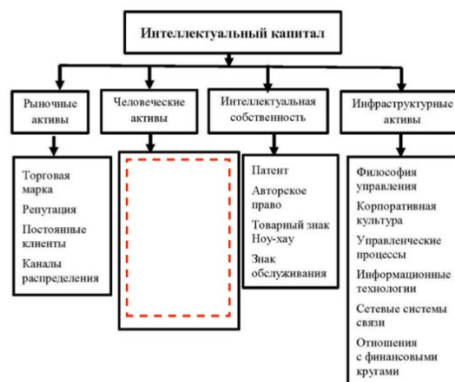 Интеллектуальный капитал
Рыночные
активы
Человеческие
активы
Интеллектуальная
собственность
Инфраструктурные
активы
Торговая
марка
Репутация
Постоянные
клиенты
Каналы
распределения
Патент
Авторское
право
Товарный знак
Ноу-хау
Знак
обслуживания
Философия
управления
Корпоративная
культура
Управленческие
процессы
Информационные
технологии
Сетевые системы
связи
Отношения
с финансовыми
кругами